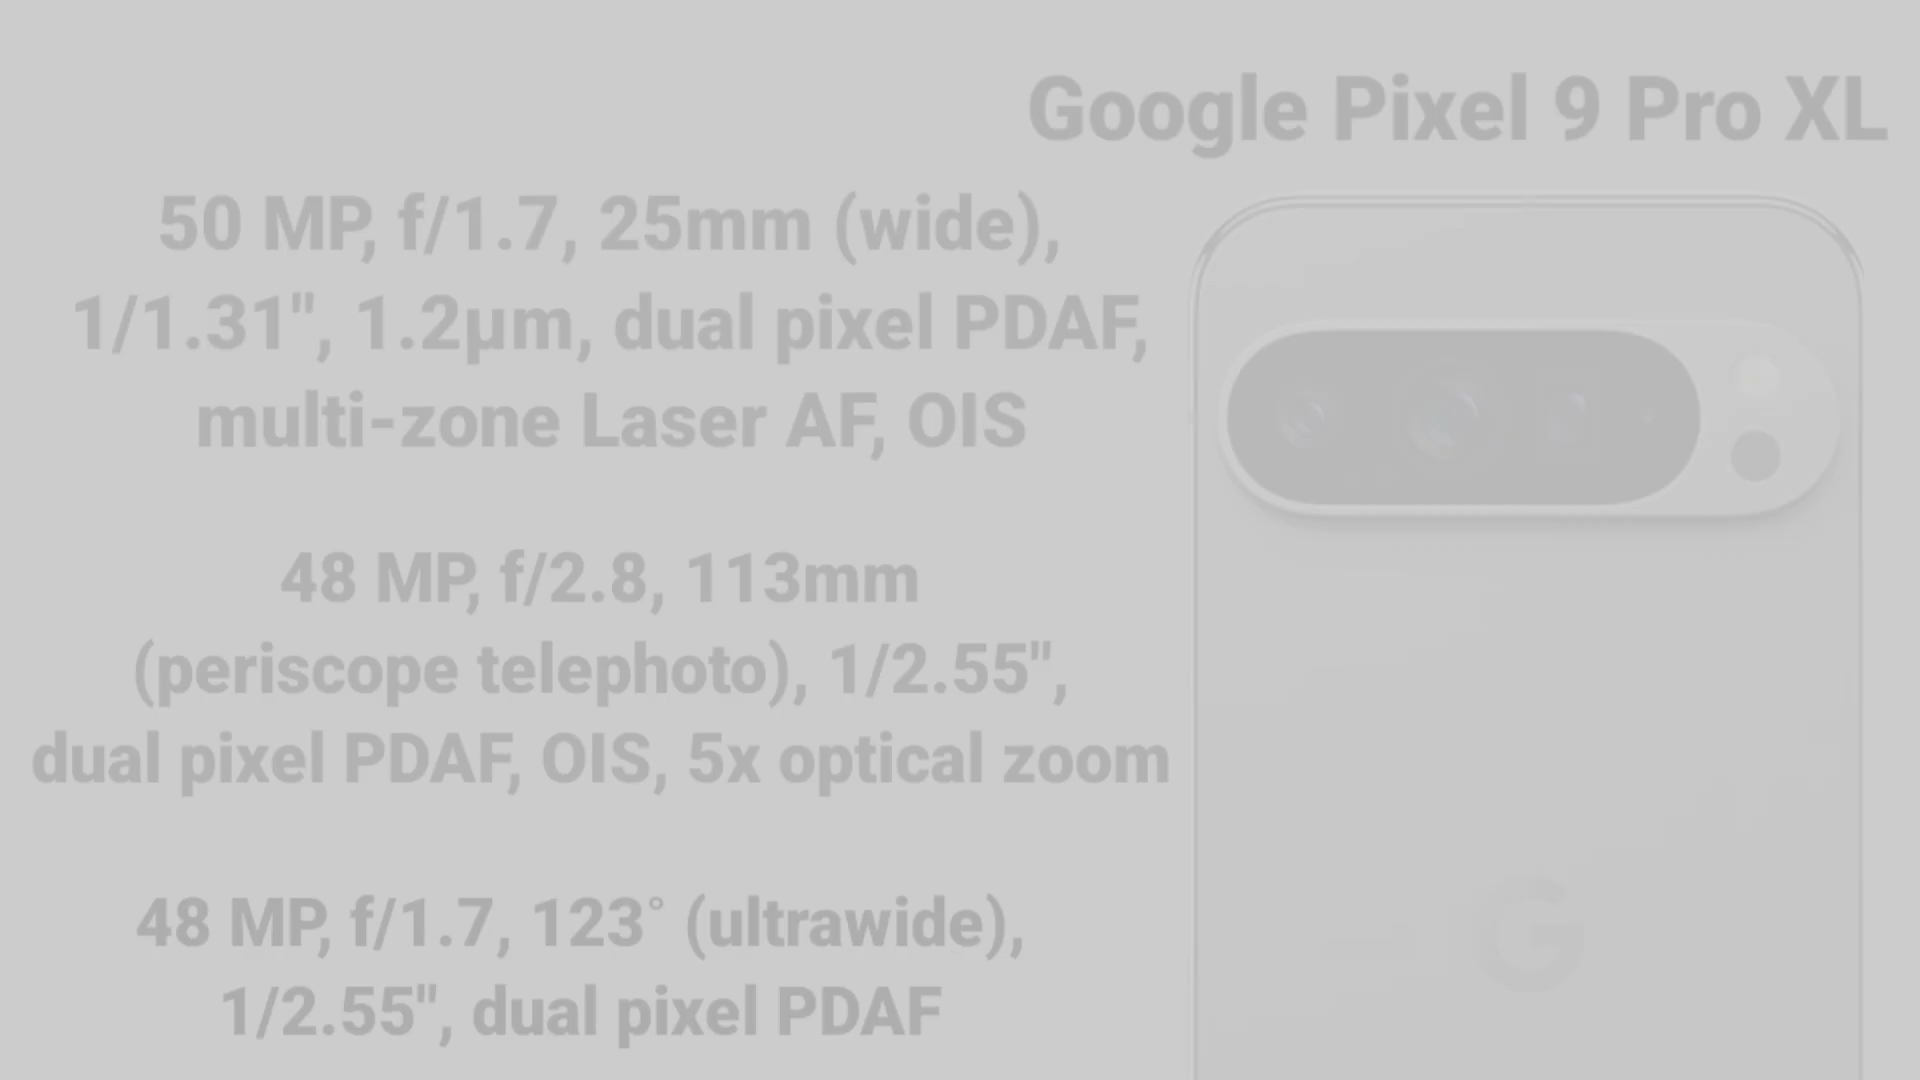 Google Pixel 9 Pro XL
50 MP, f/1.7, 25mm (wide),
1/1.31", 1.2µm, dual pixel PDAF,
multi-zone Laser AF, OIS
48 MP, f/2.8, 113mm
(periscope telephoto), 1/2.55",
dual pixel PDAF, OIS, 5x optical zoom
48 MP, f/1.7, 123˚ (ultrawide),
1/2.55", dual pixel PDAF
G